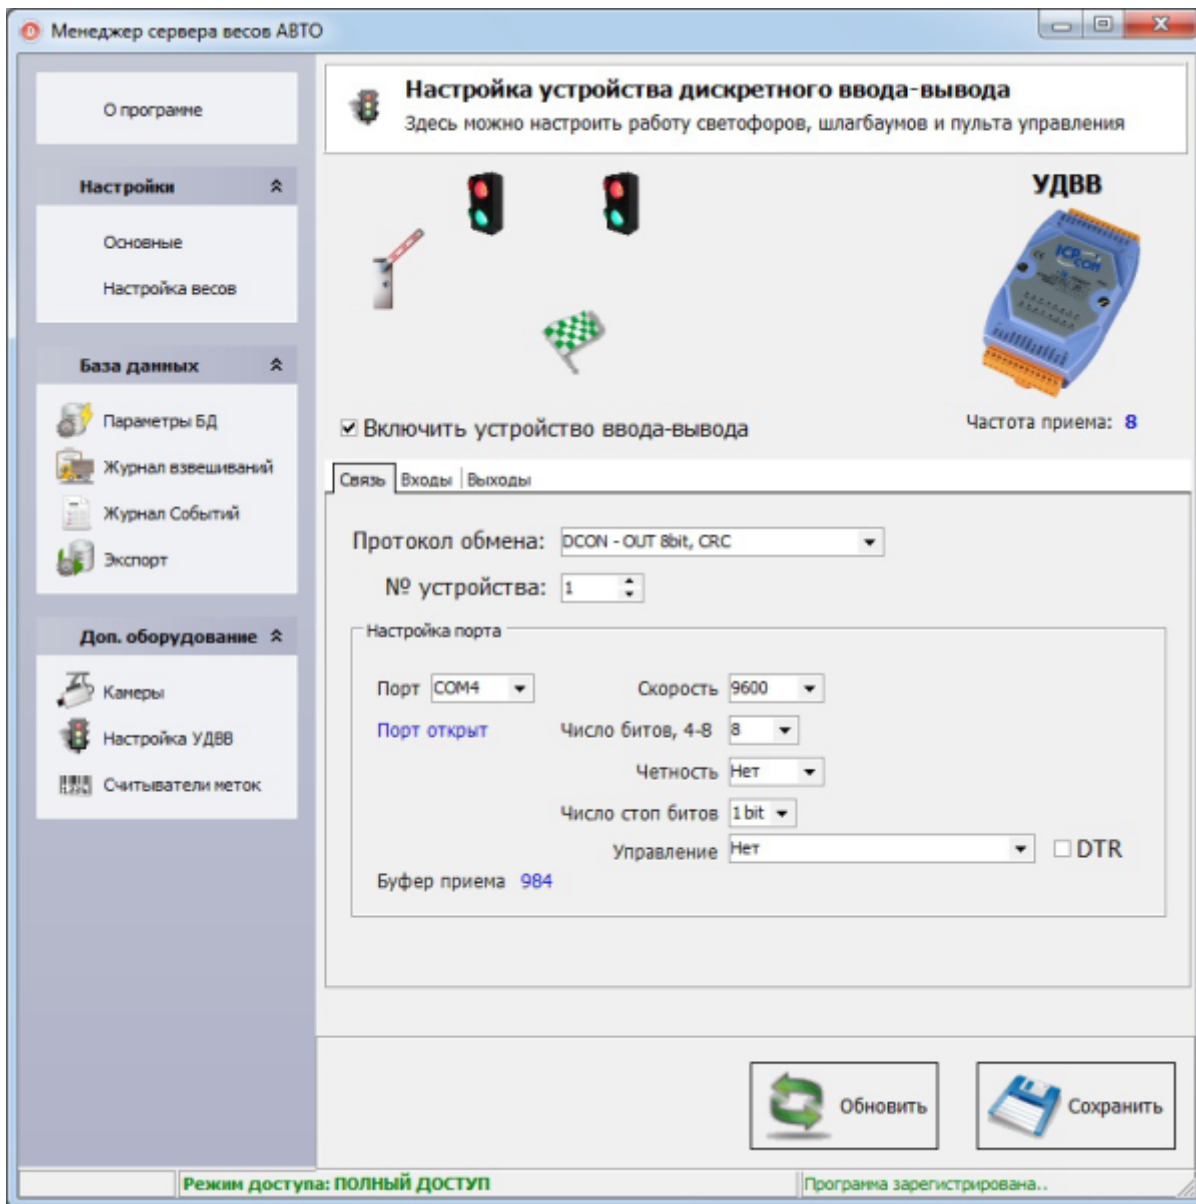 Менеджер сервера весов АВТО
О программе
Настройки
Основные
Настройка весов
База данных
Параметры БД
Журнал взвешиваний
Журнал Событий
Экспорт
Доп. оборудование
Камеры
Настройка УДВВ
Считыватели меток
Настройка устройства дискретного ввода-вывода
Здесь можно настроить работу светофоров, шлагбаумов и пульта управления
УДВВ
ICP
CON
Частота приема: 8
Включить устройство ввода-вывода
Связь Входы Выходы
Протокол обмена: DCON - OUT 8bit, CRC
№ устройства: 1
Настройка порта
Порт COM4 Скорость 9600
Порт открыт Число битов, 4-8 8
Четность Нет
Число стоп битов 1 bit
Управление Нет DTR
Буфер приема 984
Обновить Сохранить
Режим доступа: ПОЛНЫЙ ДОСТУП Программа зарегистрирована..